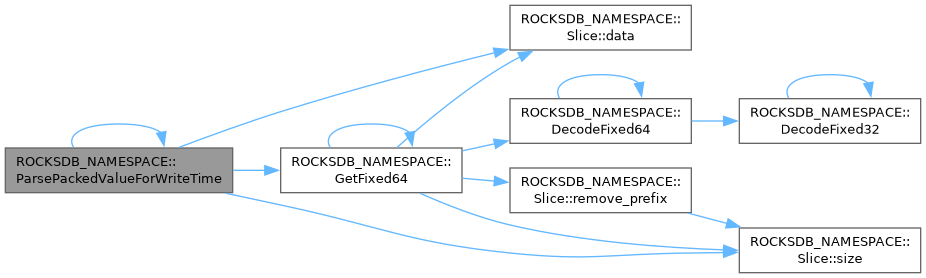 ROCKSDB_NAMESPACE::
ParsePackedValueForWriteTime
ROCKSDB_NAMESPACE::
GetFixed64
ROCKSDB_NAMESPACE::
Slice::data
ROCKSDB_NAMESPACE::
DecodeFixed64
ROCKSDB_NAMESPACE::
DecodeFixed32
ROCKSDB_NAMESPACE::
Slice::remove_prefix
ROCKSDB_NAMESPACE::
Slice::size